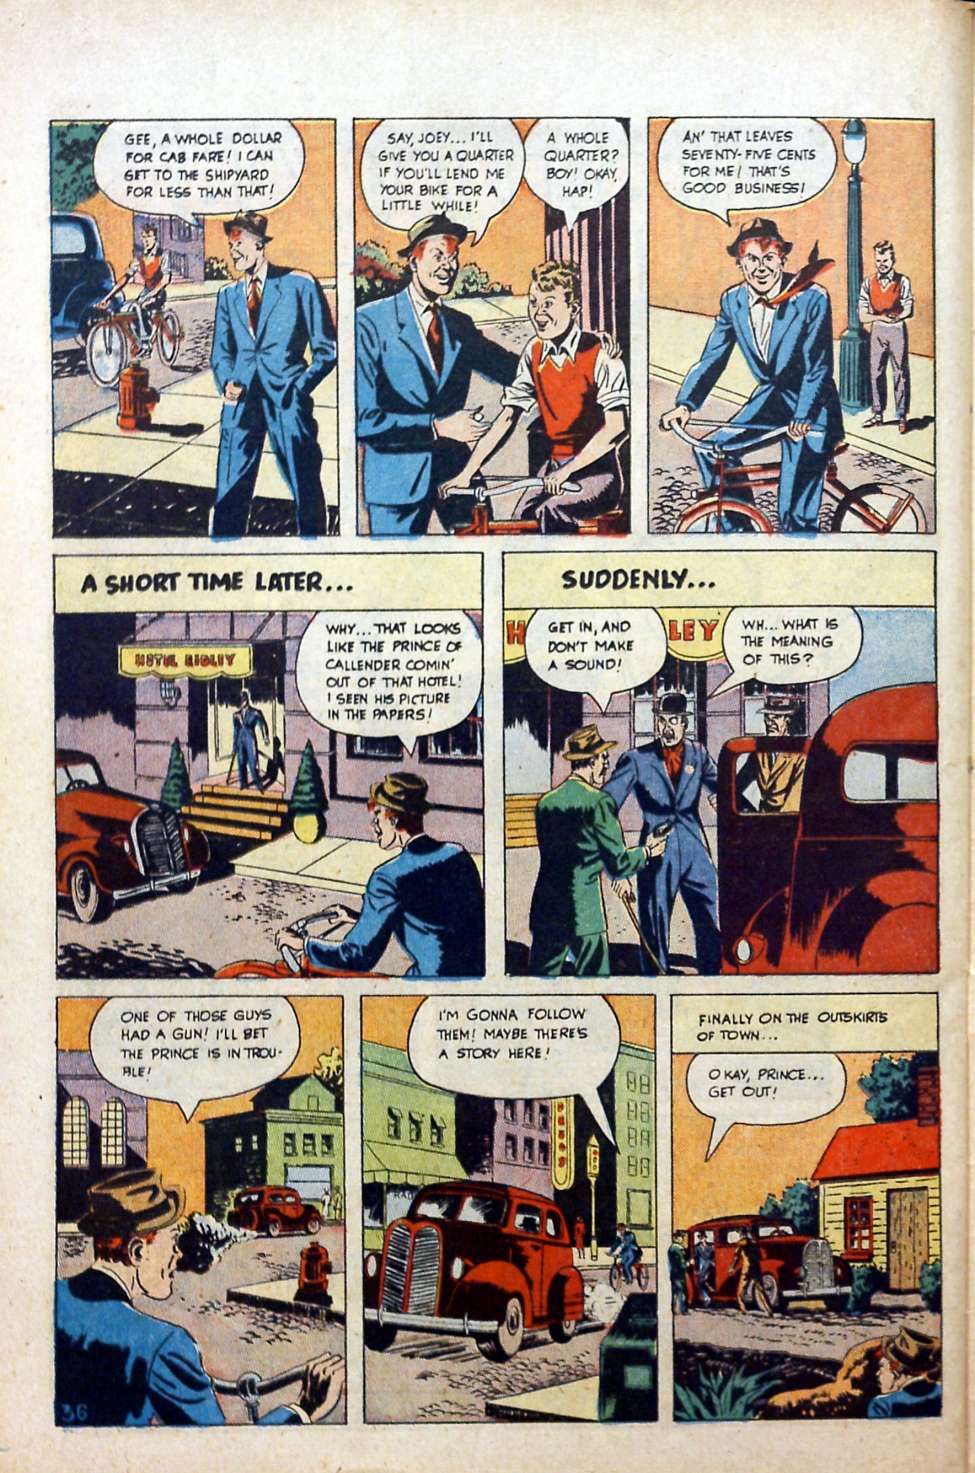 GEE, A WHOLE DOLLAR
FOR CAB FARE! I CAN
GET TO THE SHIPYARD
FOR LESS THAN THAT!
SAY, JOEY... I'LL
GIVE YOU A QUARTER
IF YOU'LL LEND ME
YOUR BIKE FOR A
LITTLE WHILE!
A WHOLE
QUARTER?
BOY! OKAY,
HAP!
AN' THAT LEAVES
SEVENTY-FIVE CENTS
FOR ME! THAT'S
GOOD BUSINESS!
A SHORT TIME LATER...
WHY... THAT LOOKS
LIKE THE PRINCE OF
CALLENDER COMIN'
OUT OF THAT HOTEL!
I SEEN HIS PICTURE
IN THE PAPERS!
HOTEL RIDLEY
SUDDENLY...
GET IN, AND
DON'T MAKE
A SOUND!
WH... WHAT IS
THE MEANING
OF THIS?
H
LEY
ONE OF THOSE GUYS
HAD A GUN! I'LL BET
THE PRINCE IS IN TROU-
BLE!
I'M GONNA FOLLOW
THEM! MAYBE THERE'S
A STORY HERE!
FINALLY ON THE OUTSKIRTS
OF TOWN...
OKAY, PRINCE...
GET OUT!
36